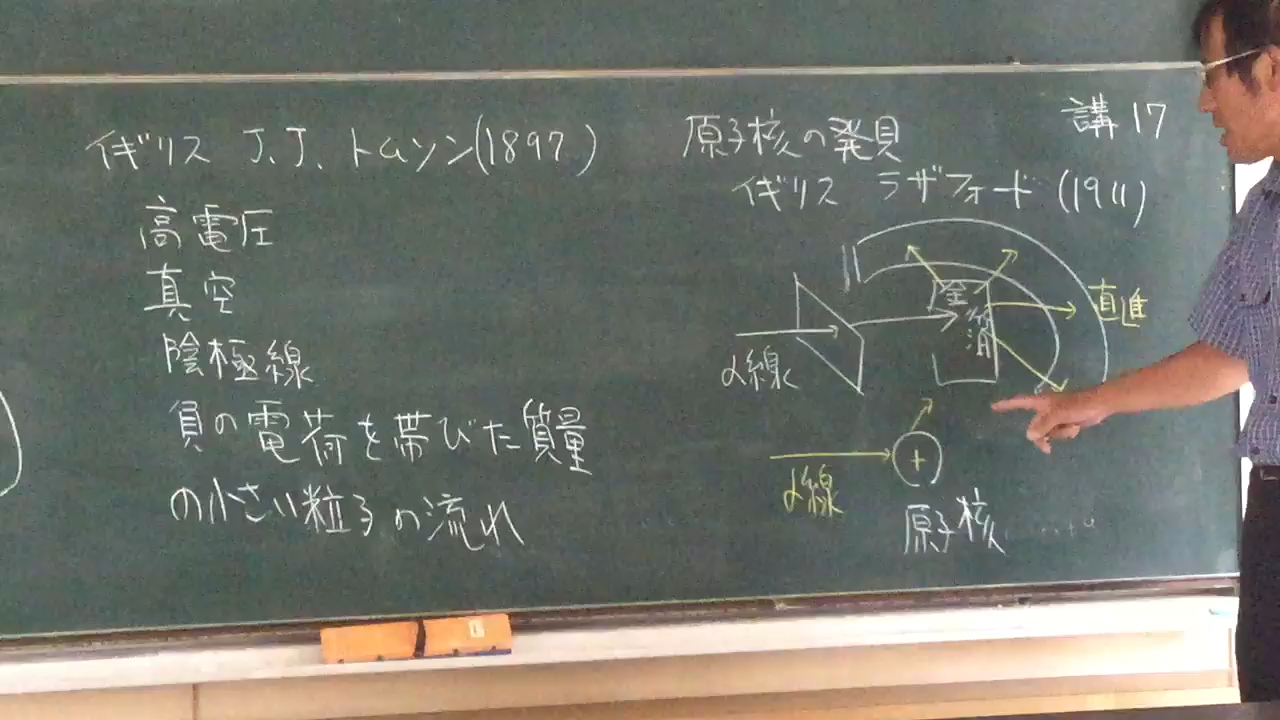 イギリス J.J.トムソン(1897)
高電圧
真空
陰極線
負の電荷を帯びた質量
の小さい粒子の流れ
講17
原子核の発見
イギリス ラザフォード (1911)
金箔
直進
α線
+
α線
原子核